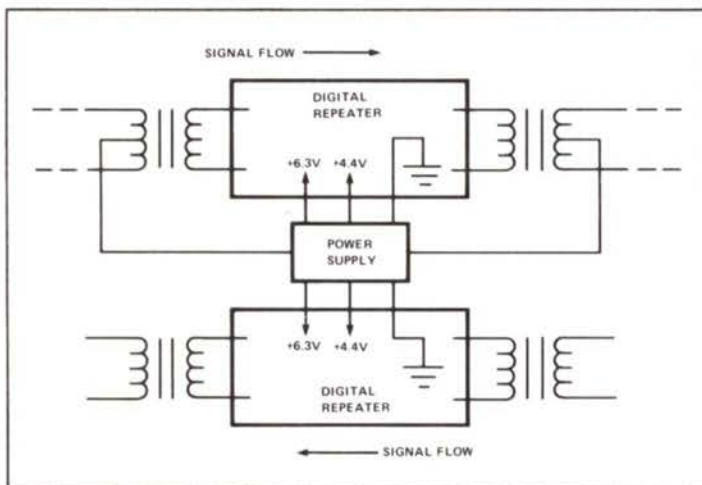 SIGNAL FLOW
DIGITAL
REPEATER
+6.3V +4.4V
POWER
SUPPLY
+6.3V +4.4V
DIGITAL
REPEATER
SIGNAL FLOW